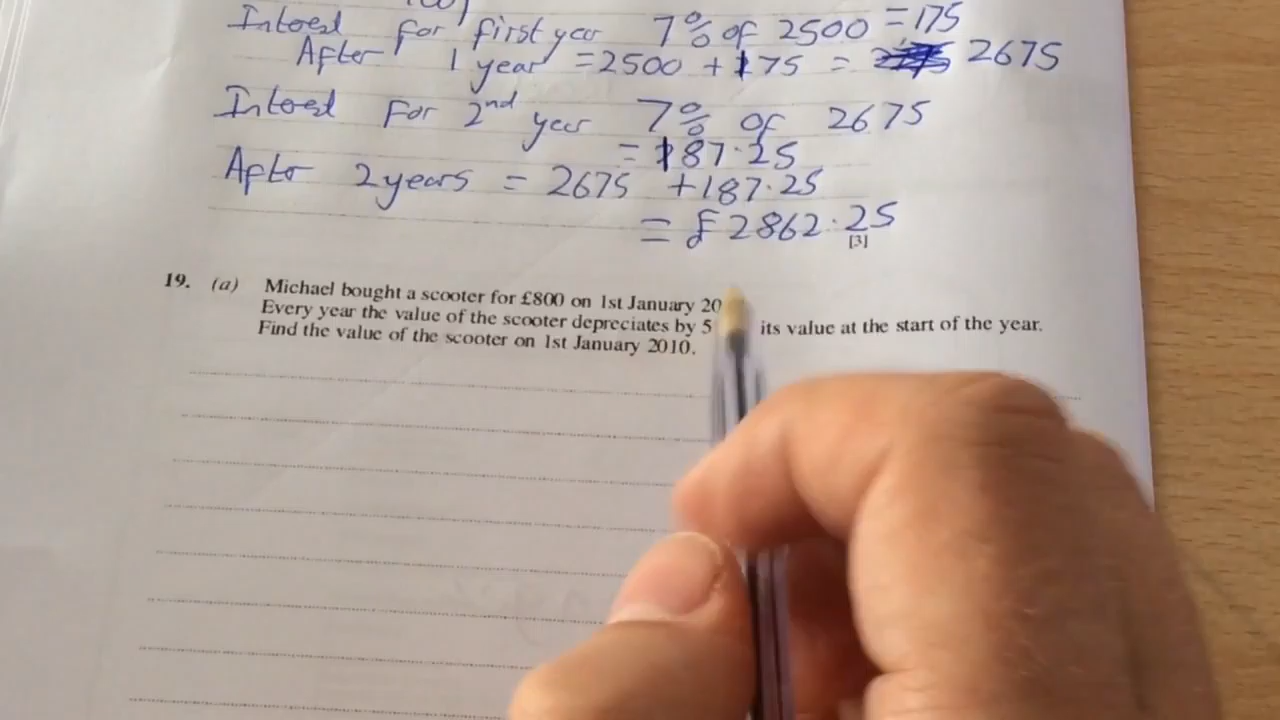 Interest for first year 7% of 2500 = 175
After 1 year = 2500 + 175 = 2675
Interest For 2nd year 7% of 2675
= 187.25
After 2 years = 2675 + 187.25
= £2862.25
[3]
19. (a) Michael bought a scooter for £800 on 1st January 20
Every year the value of the scooter depreciates by 5 its value at the start of the year.
Find the value of the scooter on 1st January 2010.